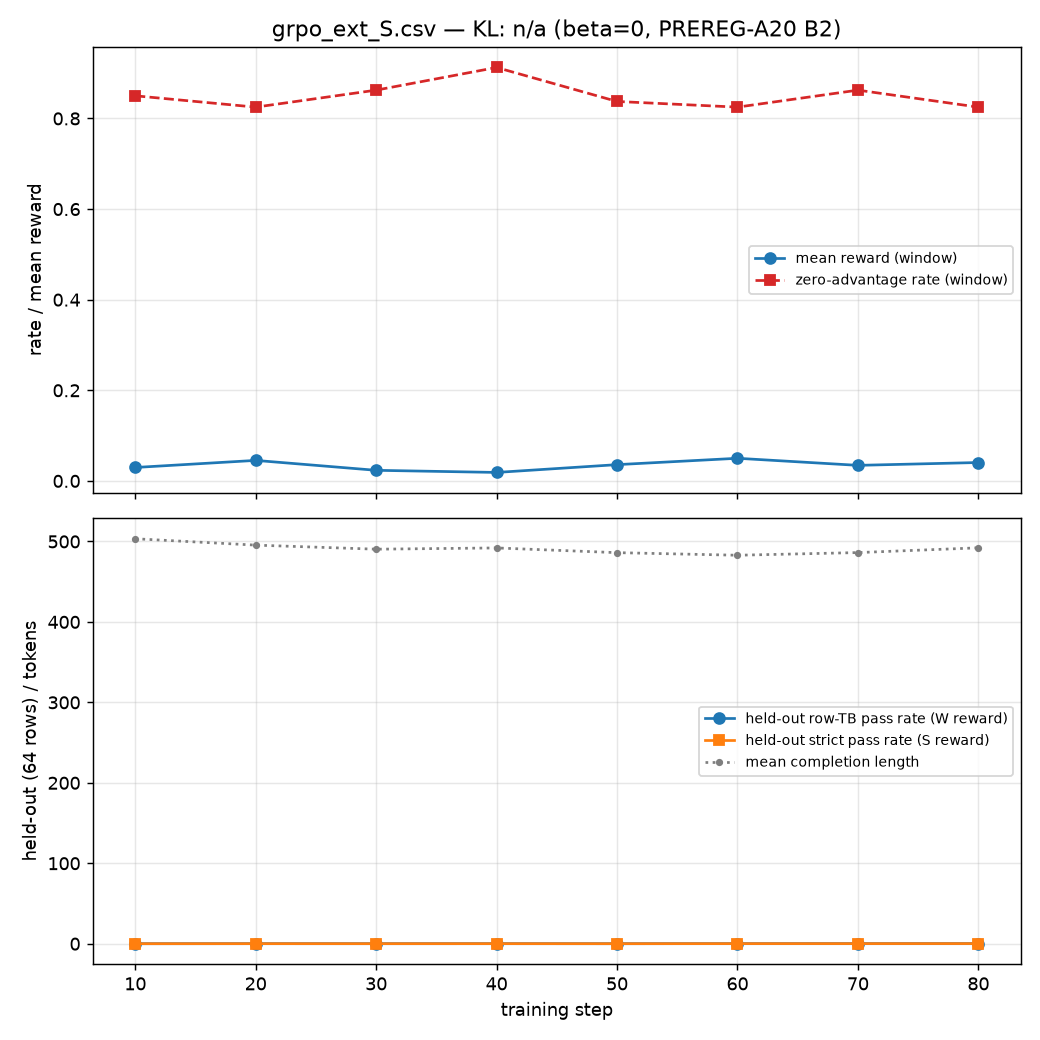 grpo_ext_S.csv — KL: n/a (beta=0, PREREG-A20 B2)
rate / mean reward
0.8
0.6
0.4
0.2
0.0
mean reward (window)
zero-advantage rate (window)
held-out (64 rows) / tokens
500
400
300
200
100
0
held-out row-TB pass rate (W reward)
held-out strict pass rate (S reward)
mean completion length
10 20 30 40 50 60 70 80
training step